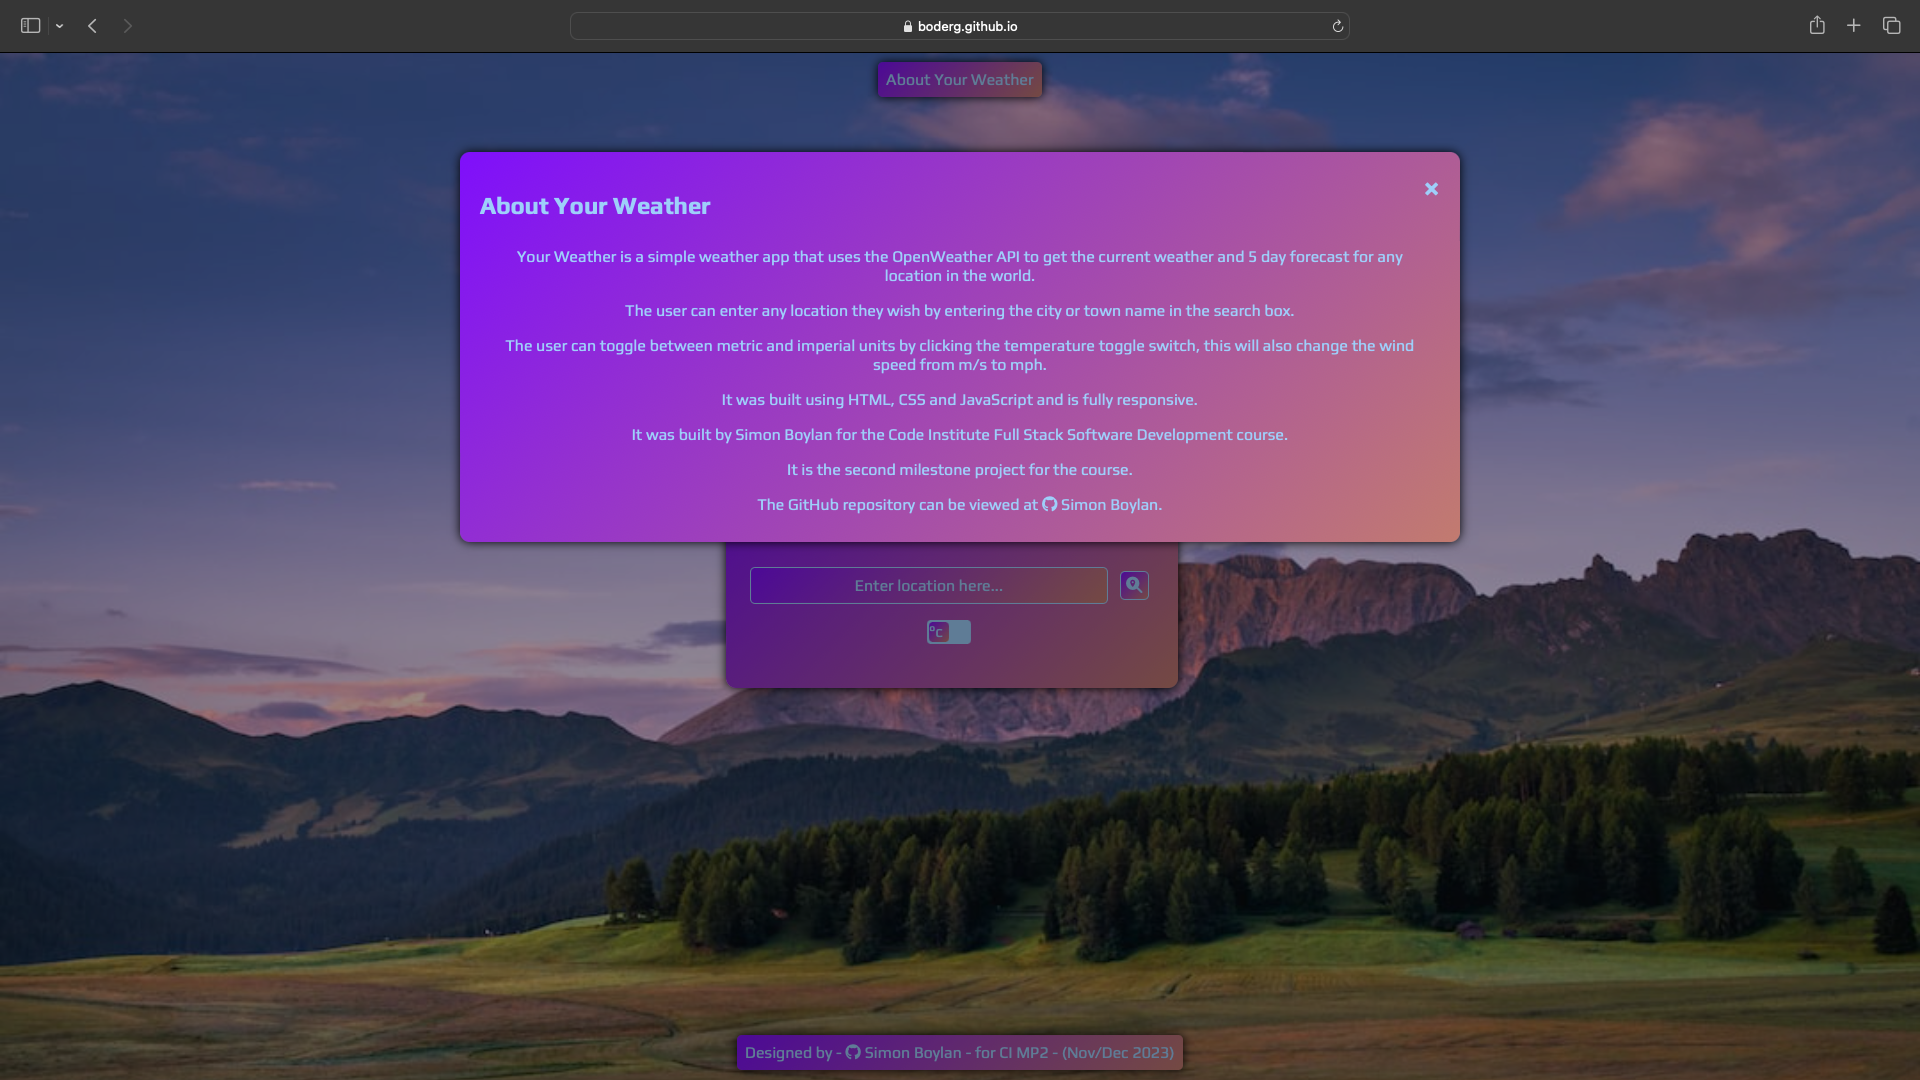 boderg.github.io
About Your Weather
About Your Weather
Your Weather is a simple weather app that uses the OpenWeather API to get the current weather and 5 day forecast for any
location in the world.
The user can enter any location they wish by entering the city or town name in the search box.
The user can toggle between metric and imperial units by clicking the temperature toggle switch, this will also change the wind
speed from m/s to mph.
It was built using HTML, CSS and JavaScript and is fully responsive.
It was built by Simon Boylan for the Code Institute Full Stack Software Development course.
It is the second milestone project for the course.
The GitHub repository can be viewed at Simon Boylan.
Enter location here...
°C
Designed by - Simon Boylan - for CI MP2 - (Nov/Dec 2023)